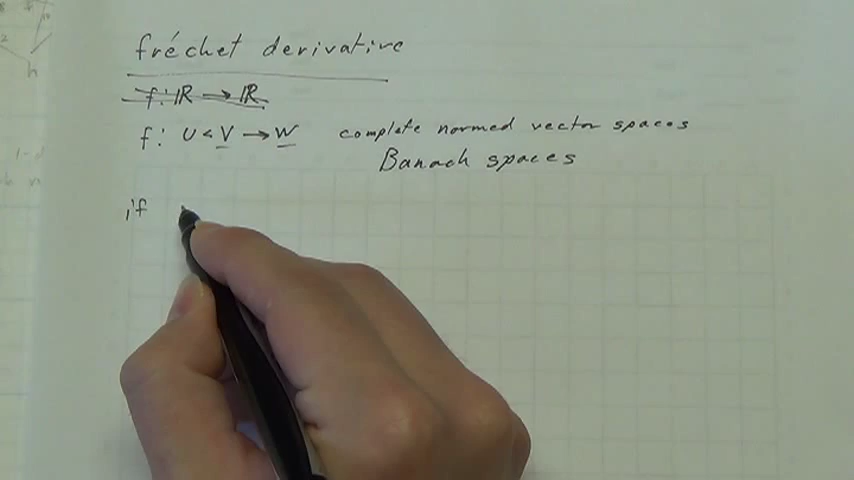 fréchet derivative
f: ℝ → ℝ
f: U < V → W complete normed vector spaces
Banach spaces
if